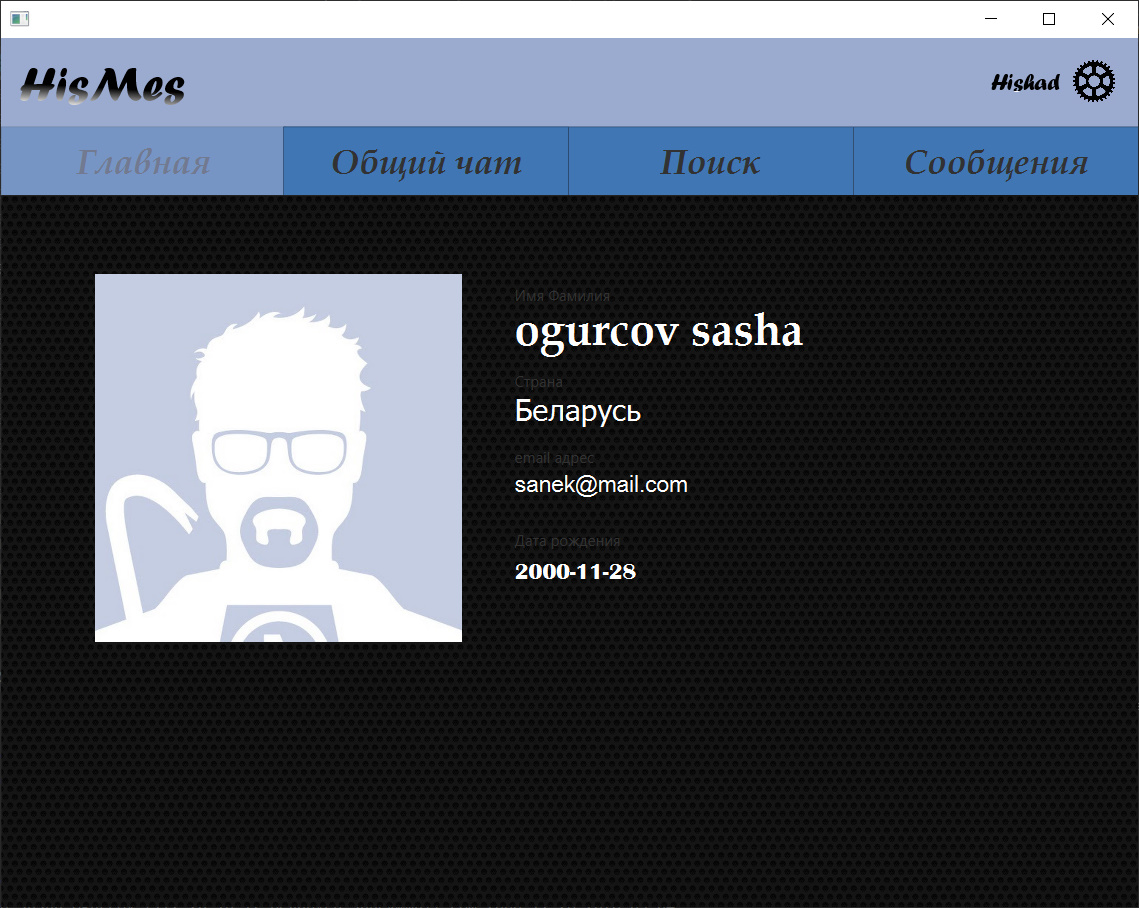 HisMes
Hishad
Главная
Общий чат
Поиск
Сообщения
Имя Фамилия
ogurcov sasha
Страна
Беларусь
email адрес
sanek@mail.com
Дата рождения
2000-11-28